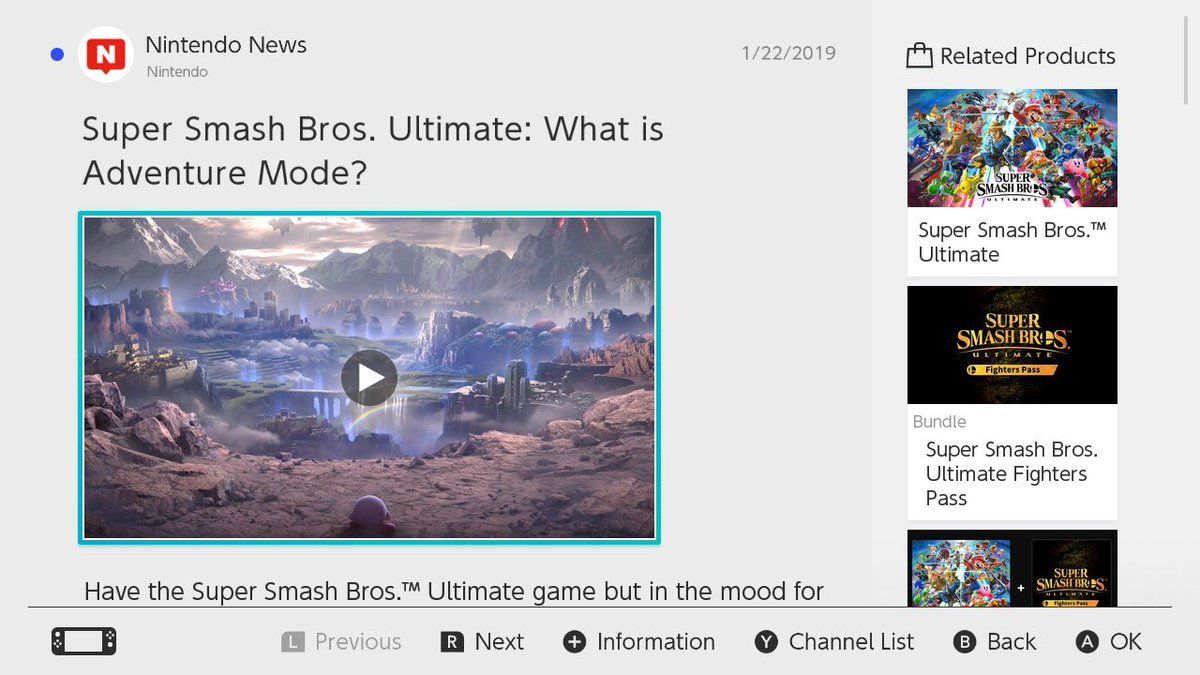 N
Nintendo News
Nintendo
1/22/2019
Super Smash Bros. Ultimate: What is
Adventure Mode?
Have the Super Smash Bros.™ Ultimate game but in the mood for
Related Products
SUPER
SMASH BROS.
ULTIMATE
Super Smash Bros.™
Ultimate
SUPER
SMASH BROS.™
ULTIMATE
Fighters Pass
Bundle
Super Smash Bros.
Ultimate Fighters
Pass
+
SUPER
SMASH BROS.
ULTIMATE
Fighters Pass
L Previous
R Next
+ Information
Y Channel List
B Back
A OK